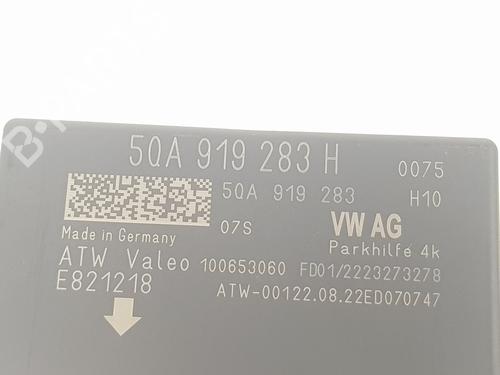 5QA 919 283 H 0075
5QA 919 283 H10
07S VW AG
Made in Germany Parkhilfe 4k
ATW Valeo 100653060 FD01/2223273278
E821218 ATW-00122.08.22ED070747
B-PARTS